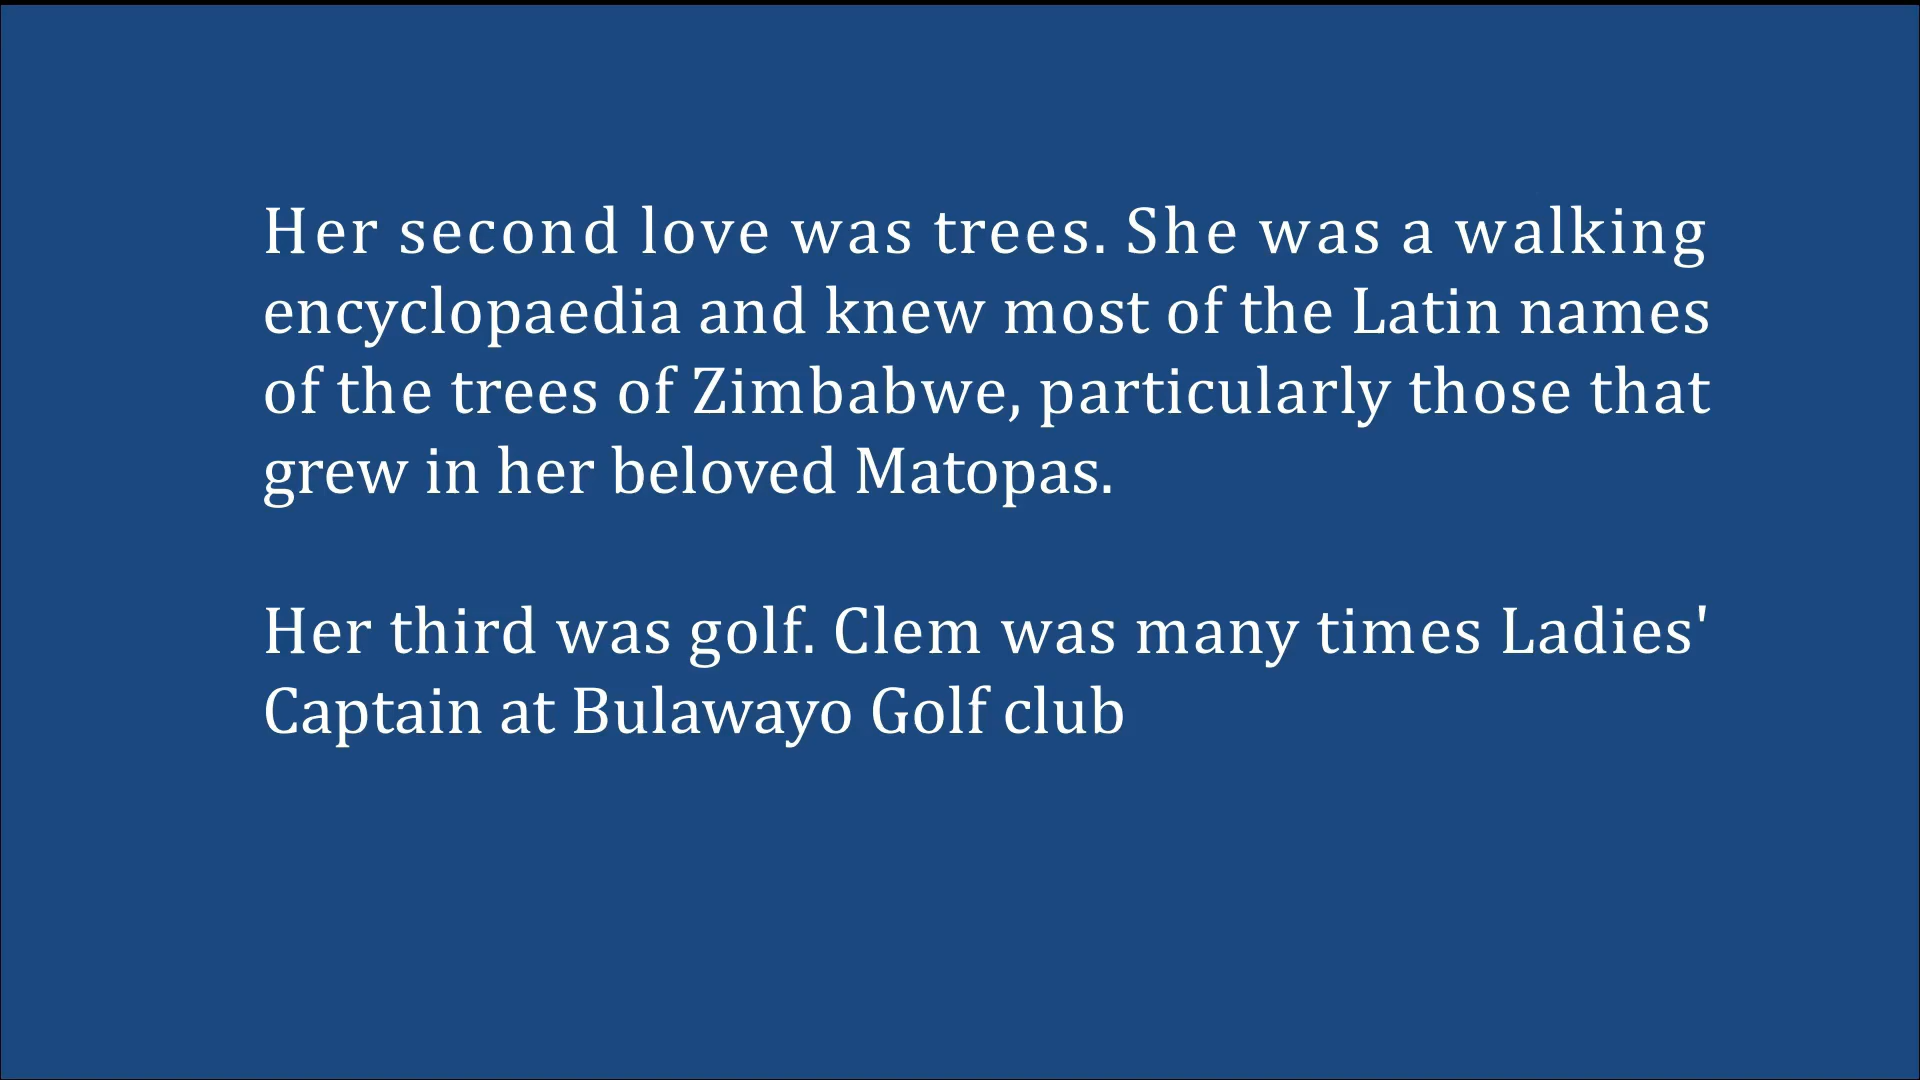 Her second love was trees. She was a walking
encyclopaedia and knew most of the Latin names
of the trees of Zimbabwe, particularly those that
grew in her beloved Matopas.
Her third was golf. Clem was many times Ladies'
Captain at Bulawayo Golf club